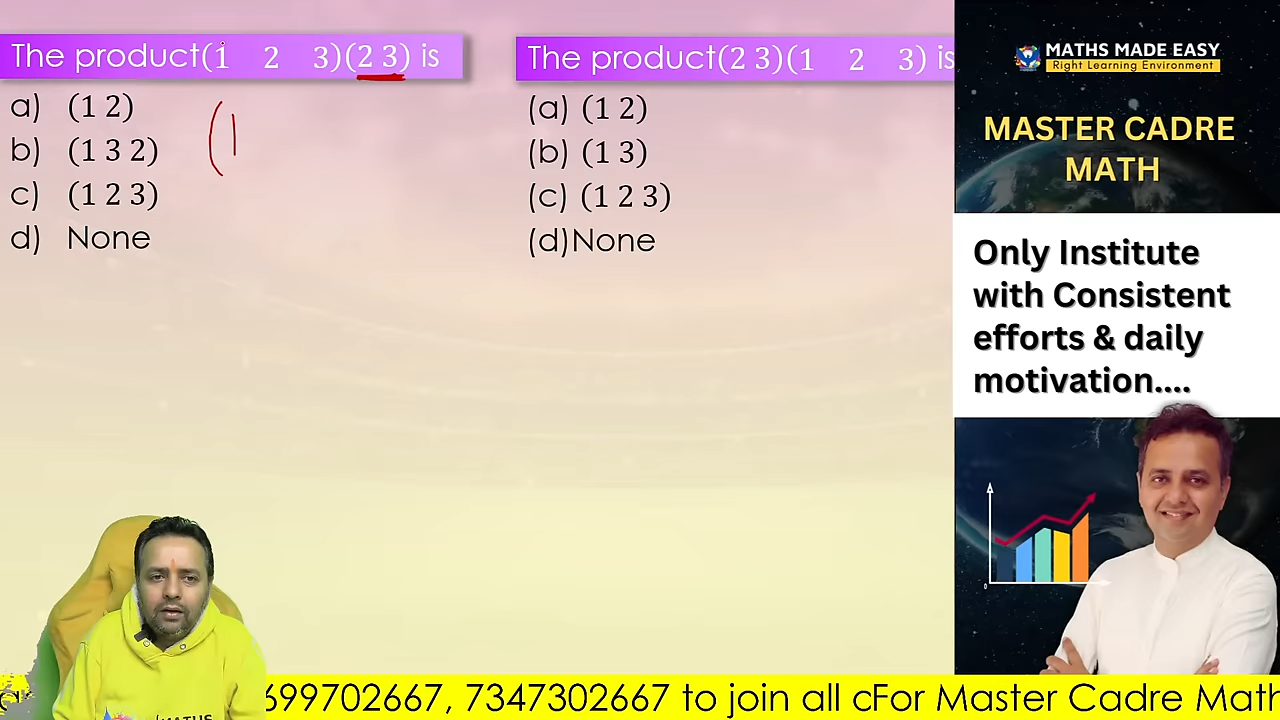 The product(1 2 3)(2 3) is
a) (1 2)
b) (1 3 2)
c) (1 2 3)
d) None
(1
The product(2 3)(1 2 3) is
(a) (1 2)
(b) (1 3)
(c) (1 2 3)
(d)None
MATHS MADE EASY
Right Learning Environment
MASTER CADRE
MATH
Only Institute
with Consistent
efforts & daily
motivation....
0
699702667, 7347302667 to join all cFor Master Cadre Math